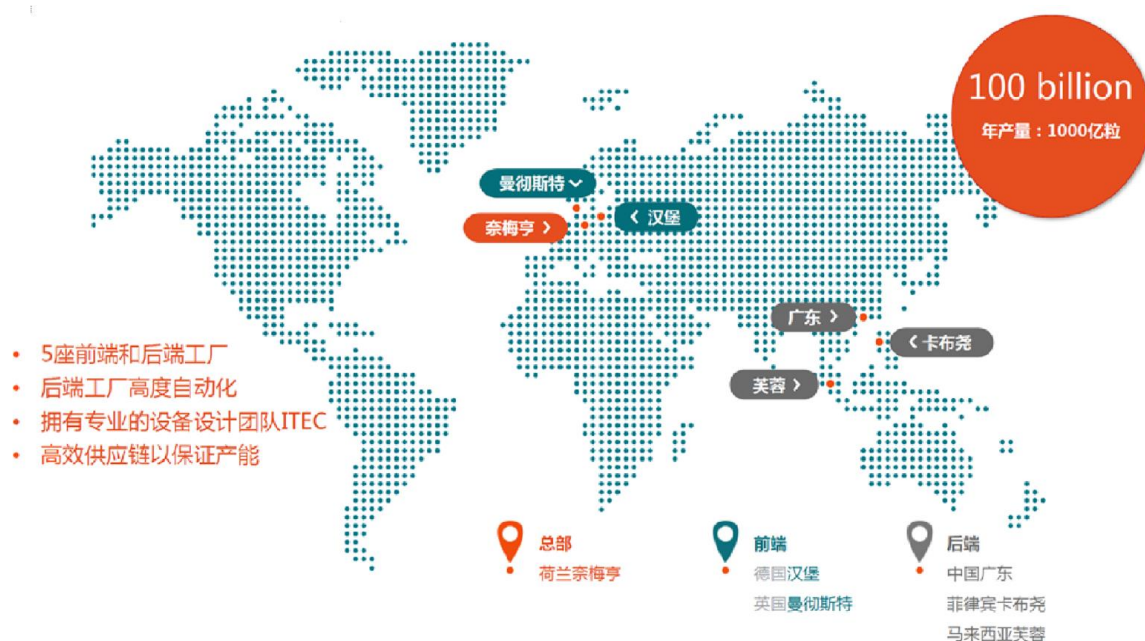 100 billion
年产量：1000亿粒
曼彻斯特
汉堡
奈梅亨
广东
卡布尧
芙蓉
• 5座前端和后端工厂
• 后端工厂高度自动化
• 拥有专业的设备设计团队ITEC
• 高效供应链以保证产能
总部
荷兰奈梅亨
前端
德国汉堡
英国曼彻斯特
后端
中国广东
菲律宾卡布尧
马来西亚芙蓉